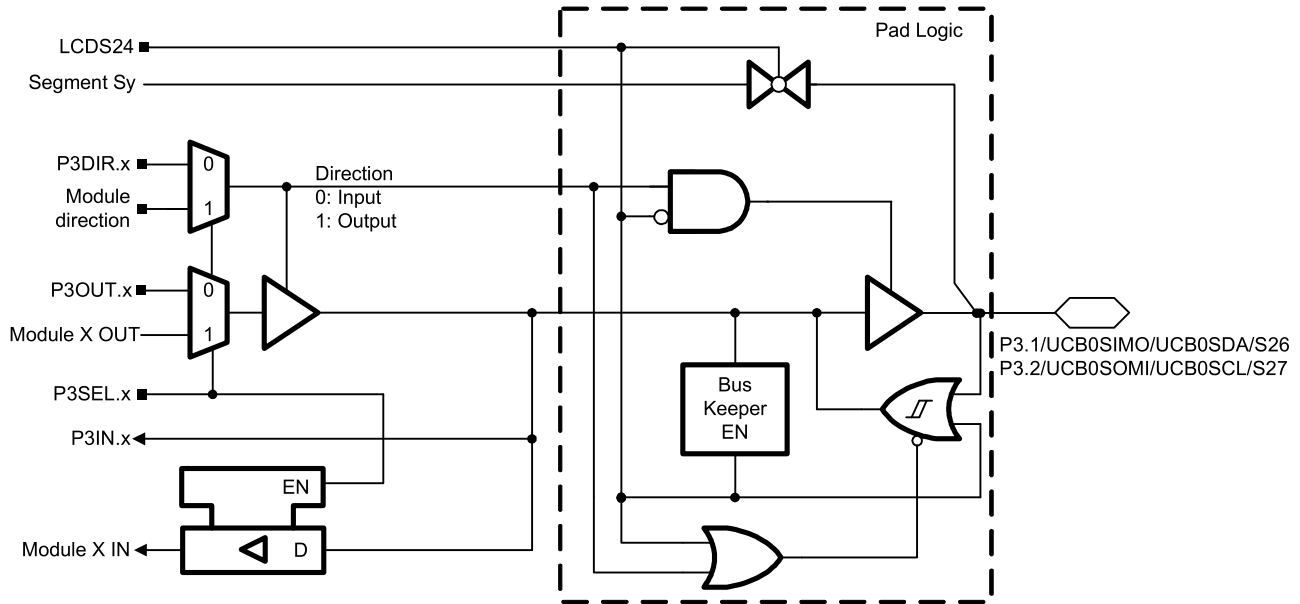 Pad Logic
LCDS24
Segment Sy
P3DIR.x
0
Module
direction
1
Direction
0: Input
1: Output
P3OUT.x
0
Module X OUT
1
P3.1/UCB0SIMO/UCB0SDA/S26
P3.2/UCB0SOMI/UCB0SCL/S27
P3SEL.x
Bus
Keeper
EN
P3IN.x
EN
Module X IN
D